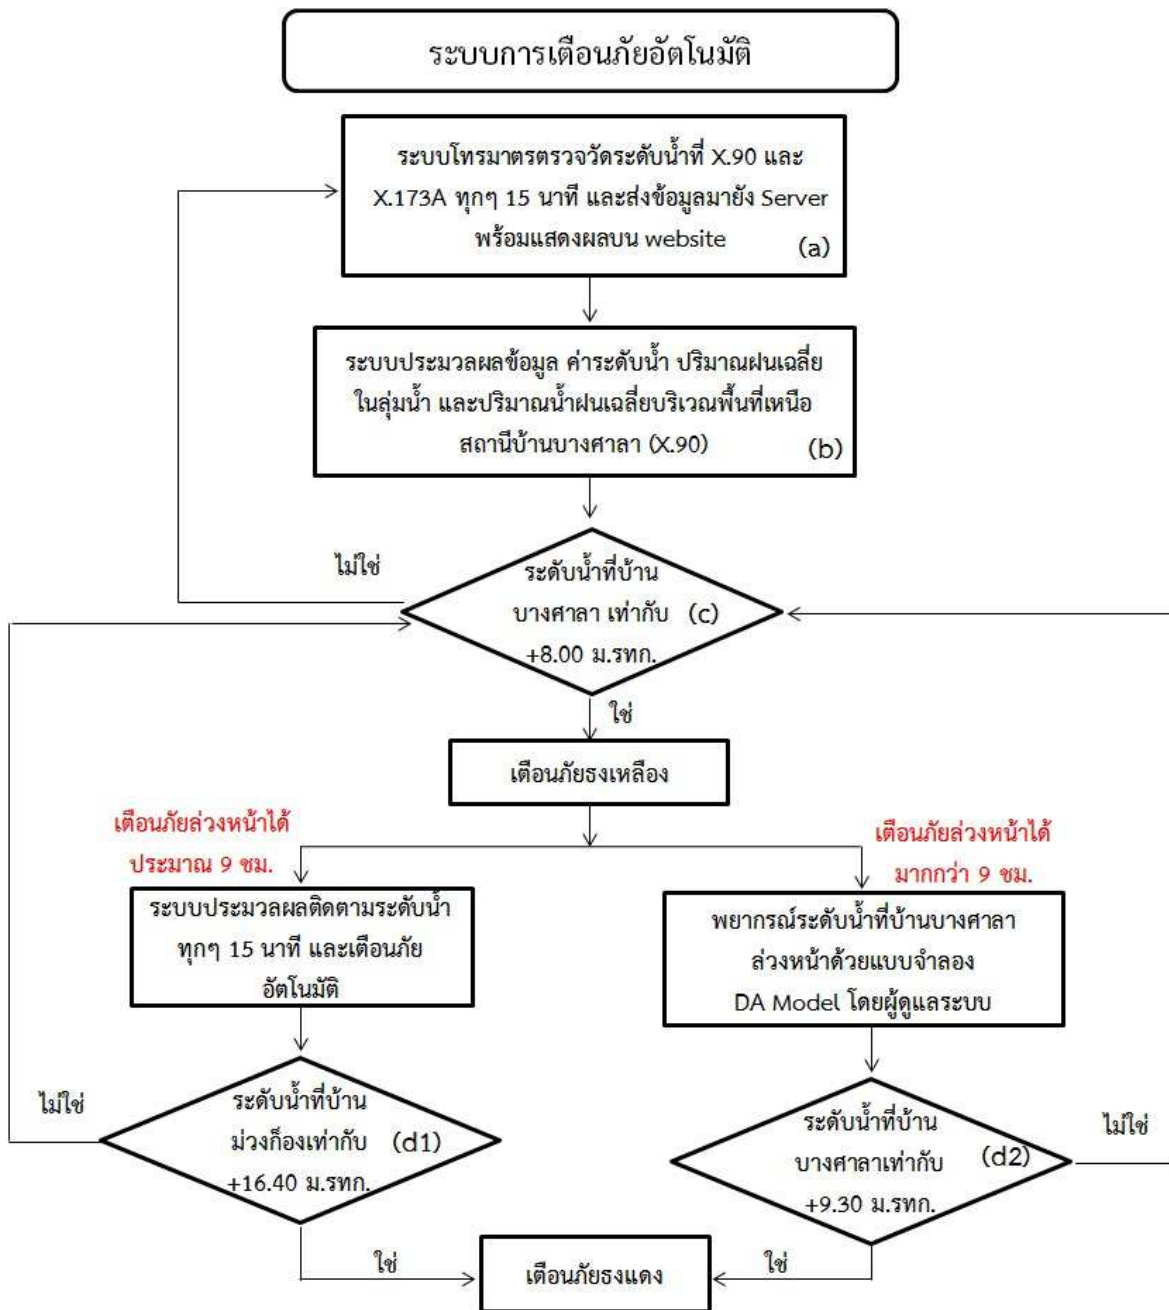 ระบบการเตือนภัยอัตโนมัติ
ระบบโทรมาตรตรวจวัดระดับน้ำที่ X.90 และ
X.173A ทุกๆ 15 นาที และส่งข้อมูลมายัง Server
พร้อมแสดงผลบน website
(a)
ระบบประมวลผลข้อมูล ค่าระดับน้ำ ปริมาณฝนเฉลี่ย
ในลุ่มน้ำ และปริมาณน้ำฝนเฉลี่ยบริเวณพื้นที่เหนือ
สถานีบ้านบางศาลา (X.90)
(b)
ไม่ใช่
ระดับน้ำที่บ้าน
บางศาลา เท่ากับ
+8.00 ม.รทก.
(c)
ใช่
เตือนภัยธงเหลือง
เตือนภัยล่วงหน้าได้
ประมาณ 9 ชม.
เตือนภัยล่วงหน้าได้
มากกว่า 9 ชม.
ระบบประมวลผลติดตามระดับน้ำ
ทุกๆ 15 นาที และเตือนภัย
อัตโนมัติ
พยากรณ์ระดับน้ำที่บ้านบางศาลา
ล่วงหน้าด้วยแบบจำลอง
DA Model โดยผู้ดูแลระบบ
ไม่ใช่
ระดับน้ำที่บ้าน
ม่วงก็องเท่ากับ
+16.40 ม.รทก.
(d1)
ระดับน้ำที่บ้าน
บางศาลาเท่ากับ
+9.30 ม.รทก.
(d2)
ไม่ใช่
ใช่
เตือนภัยธงแดง
ใช่